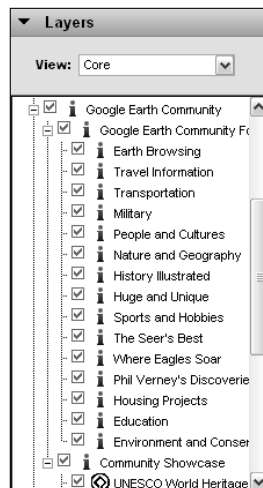 Layers
View: Core
Google Earth Community
Google Earth Community Fo
Earth Browsing
Travel Information
Transportation
Military
People and Cultures
Nature and Geography
History Illustrated
Huge and Unique
Sports and Hobbies
The Seer's Best
Where Eagles Soar
Phil Verney's Discoverie
Housing Projects
Education
Environment and Conser
Community Showcase
UNESCO World Heritage